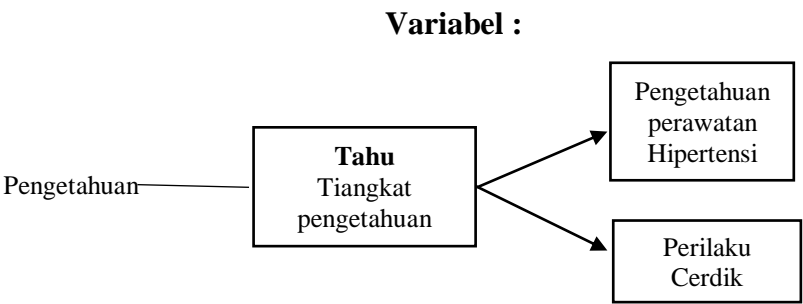 Variabel :
Pengetahuan
Tahu
Tiangkat
pengetahuan
Pengetahuan
perawatan
Hipertensi
Perilaku
Cerdik